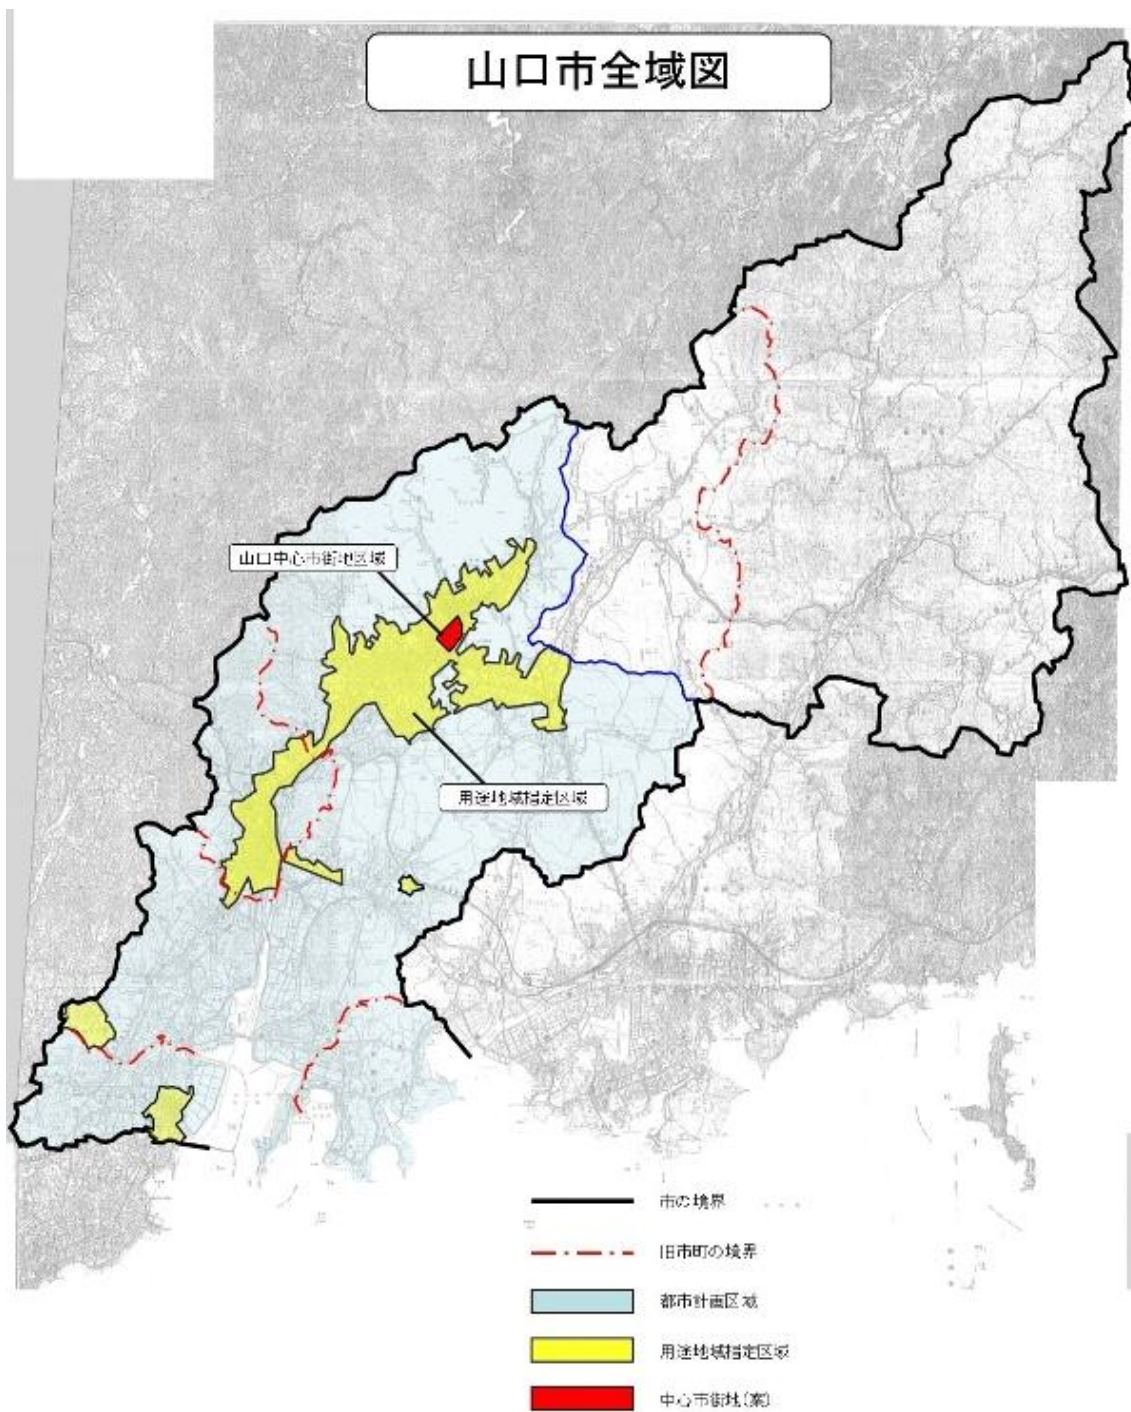 山口市全域図
山口中心市街地区域
用途地域指定区域
市の境界
旧市町の境界
都市計画区域
用途地域指定区域
中心市街地(案)